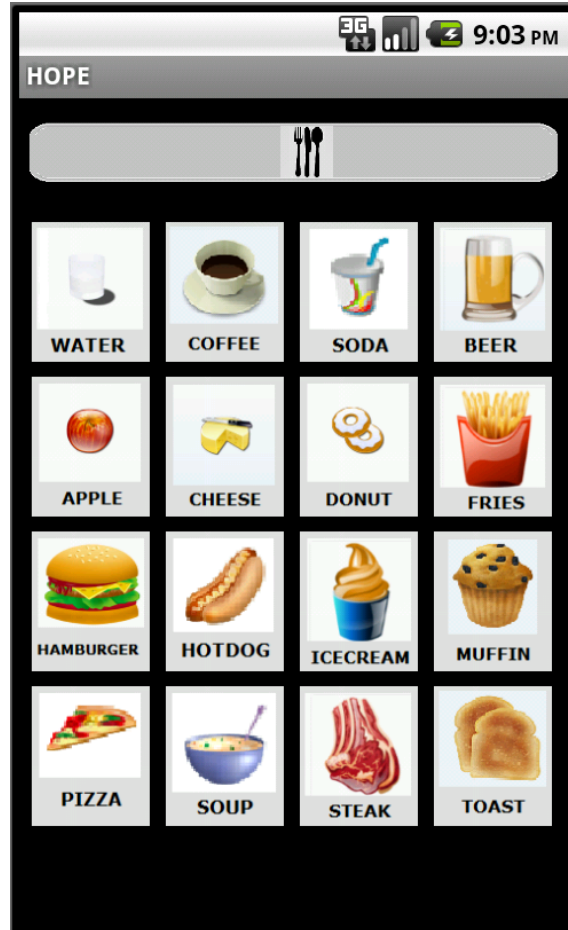 3G 9:03 PM
HOPE
WATER COFFEE SODA BEER
APPLE CHEESE DONUT FRIES
HAMBURGER HOTDOG ICECREAM MUFFIN
PIZZA SOUP STEAK TOAST